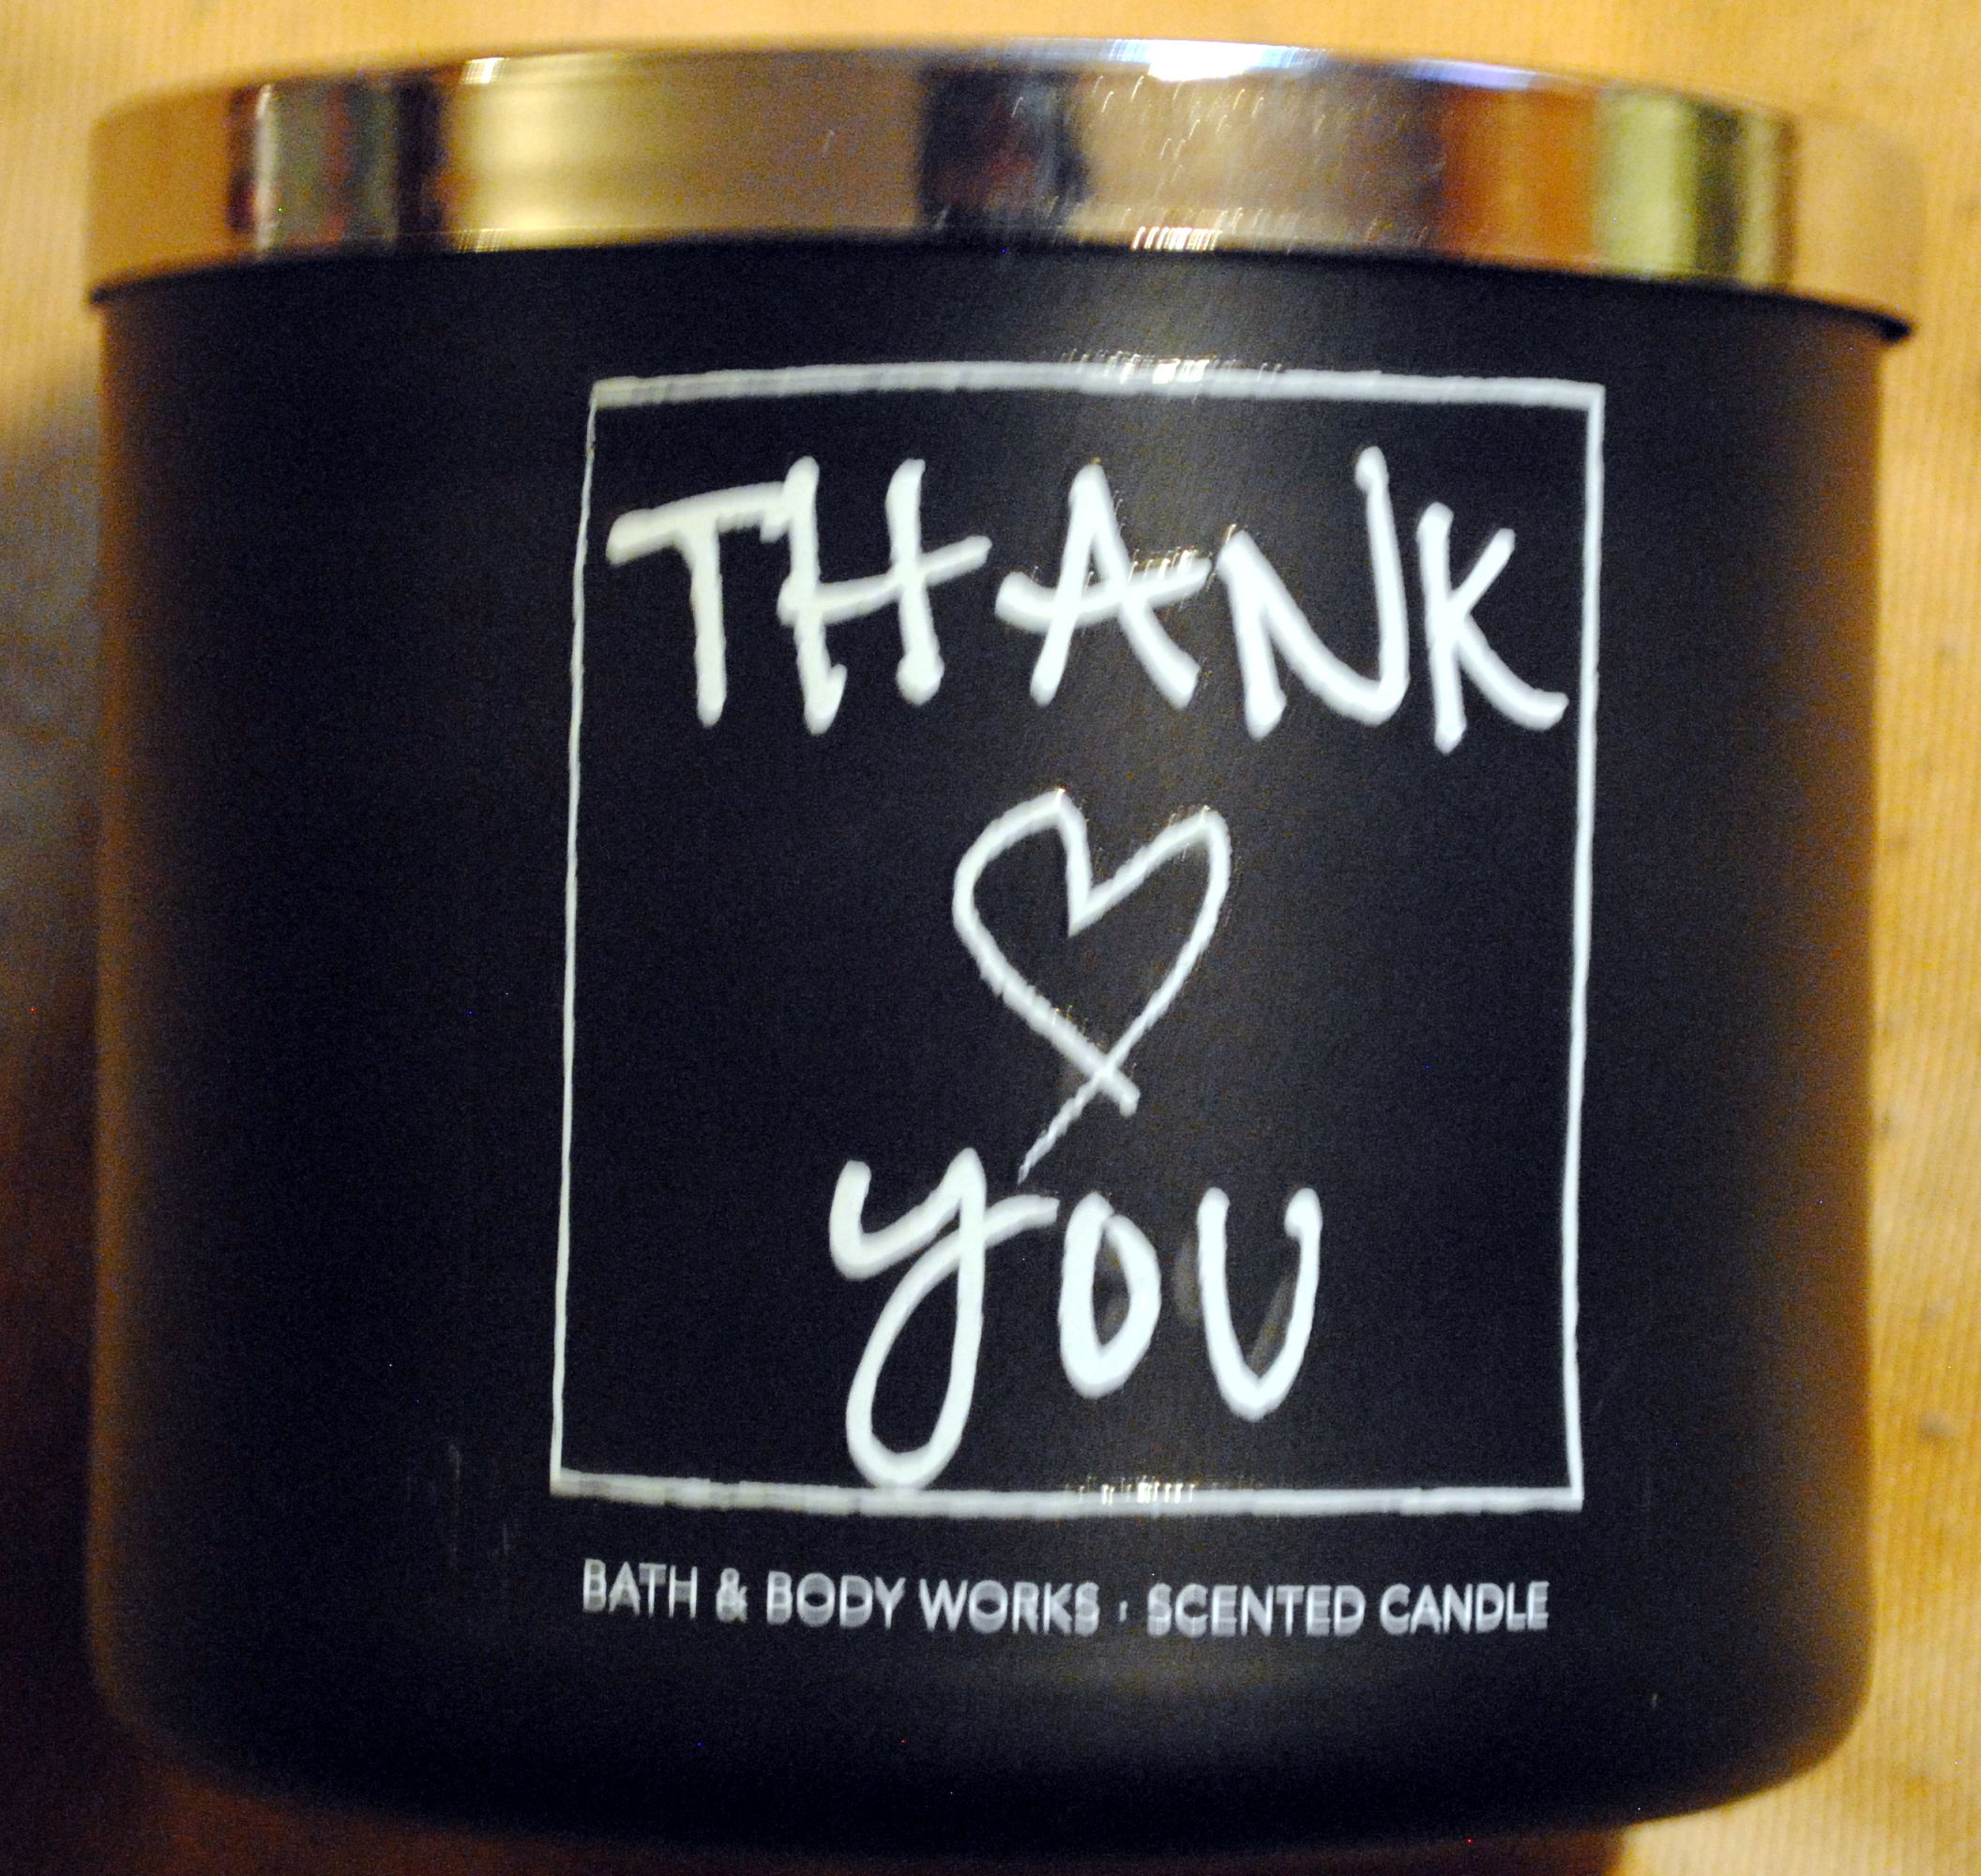 THANK
YOU
BATH & BODY WORKS · SCENTED CANDLE